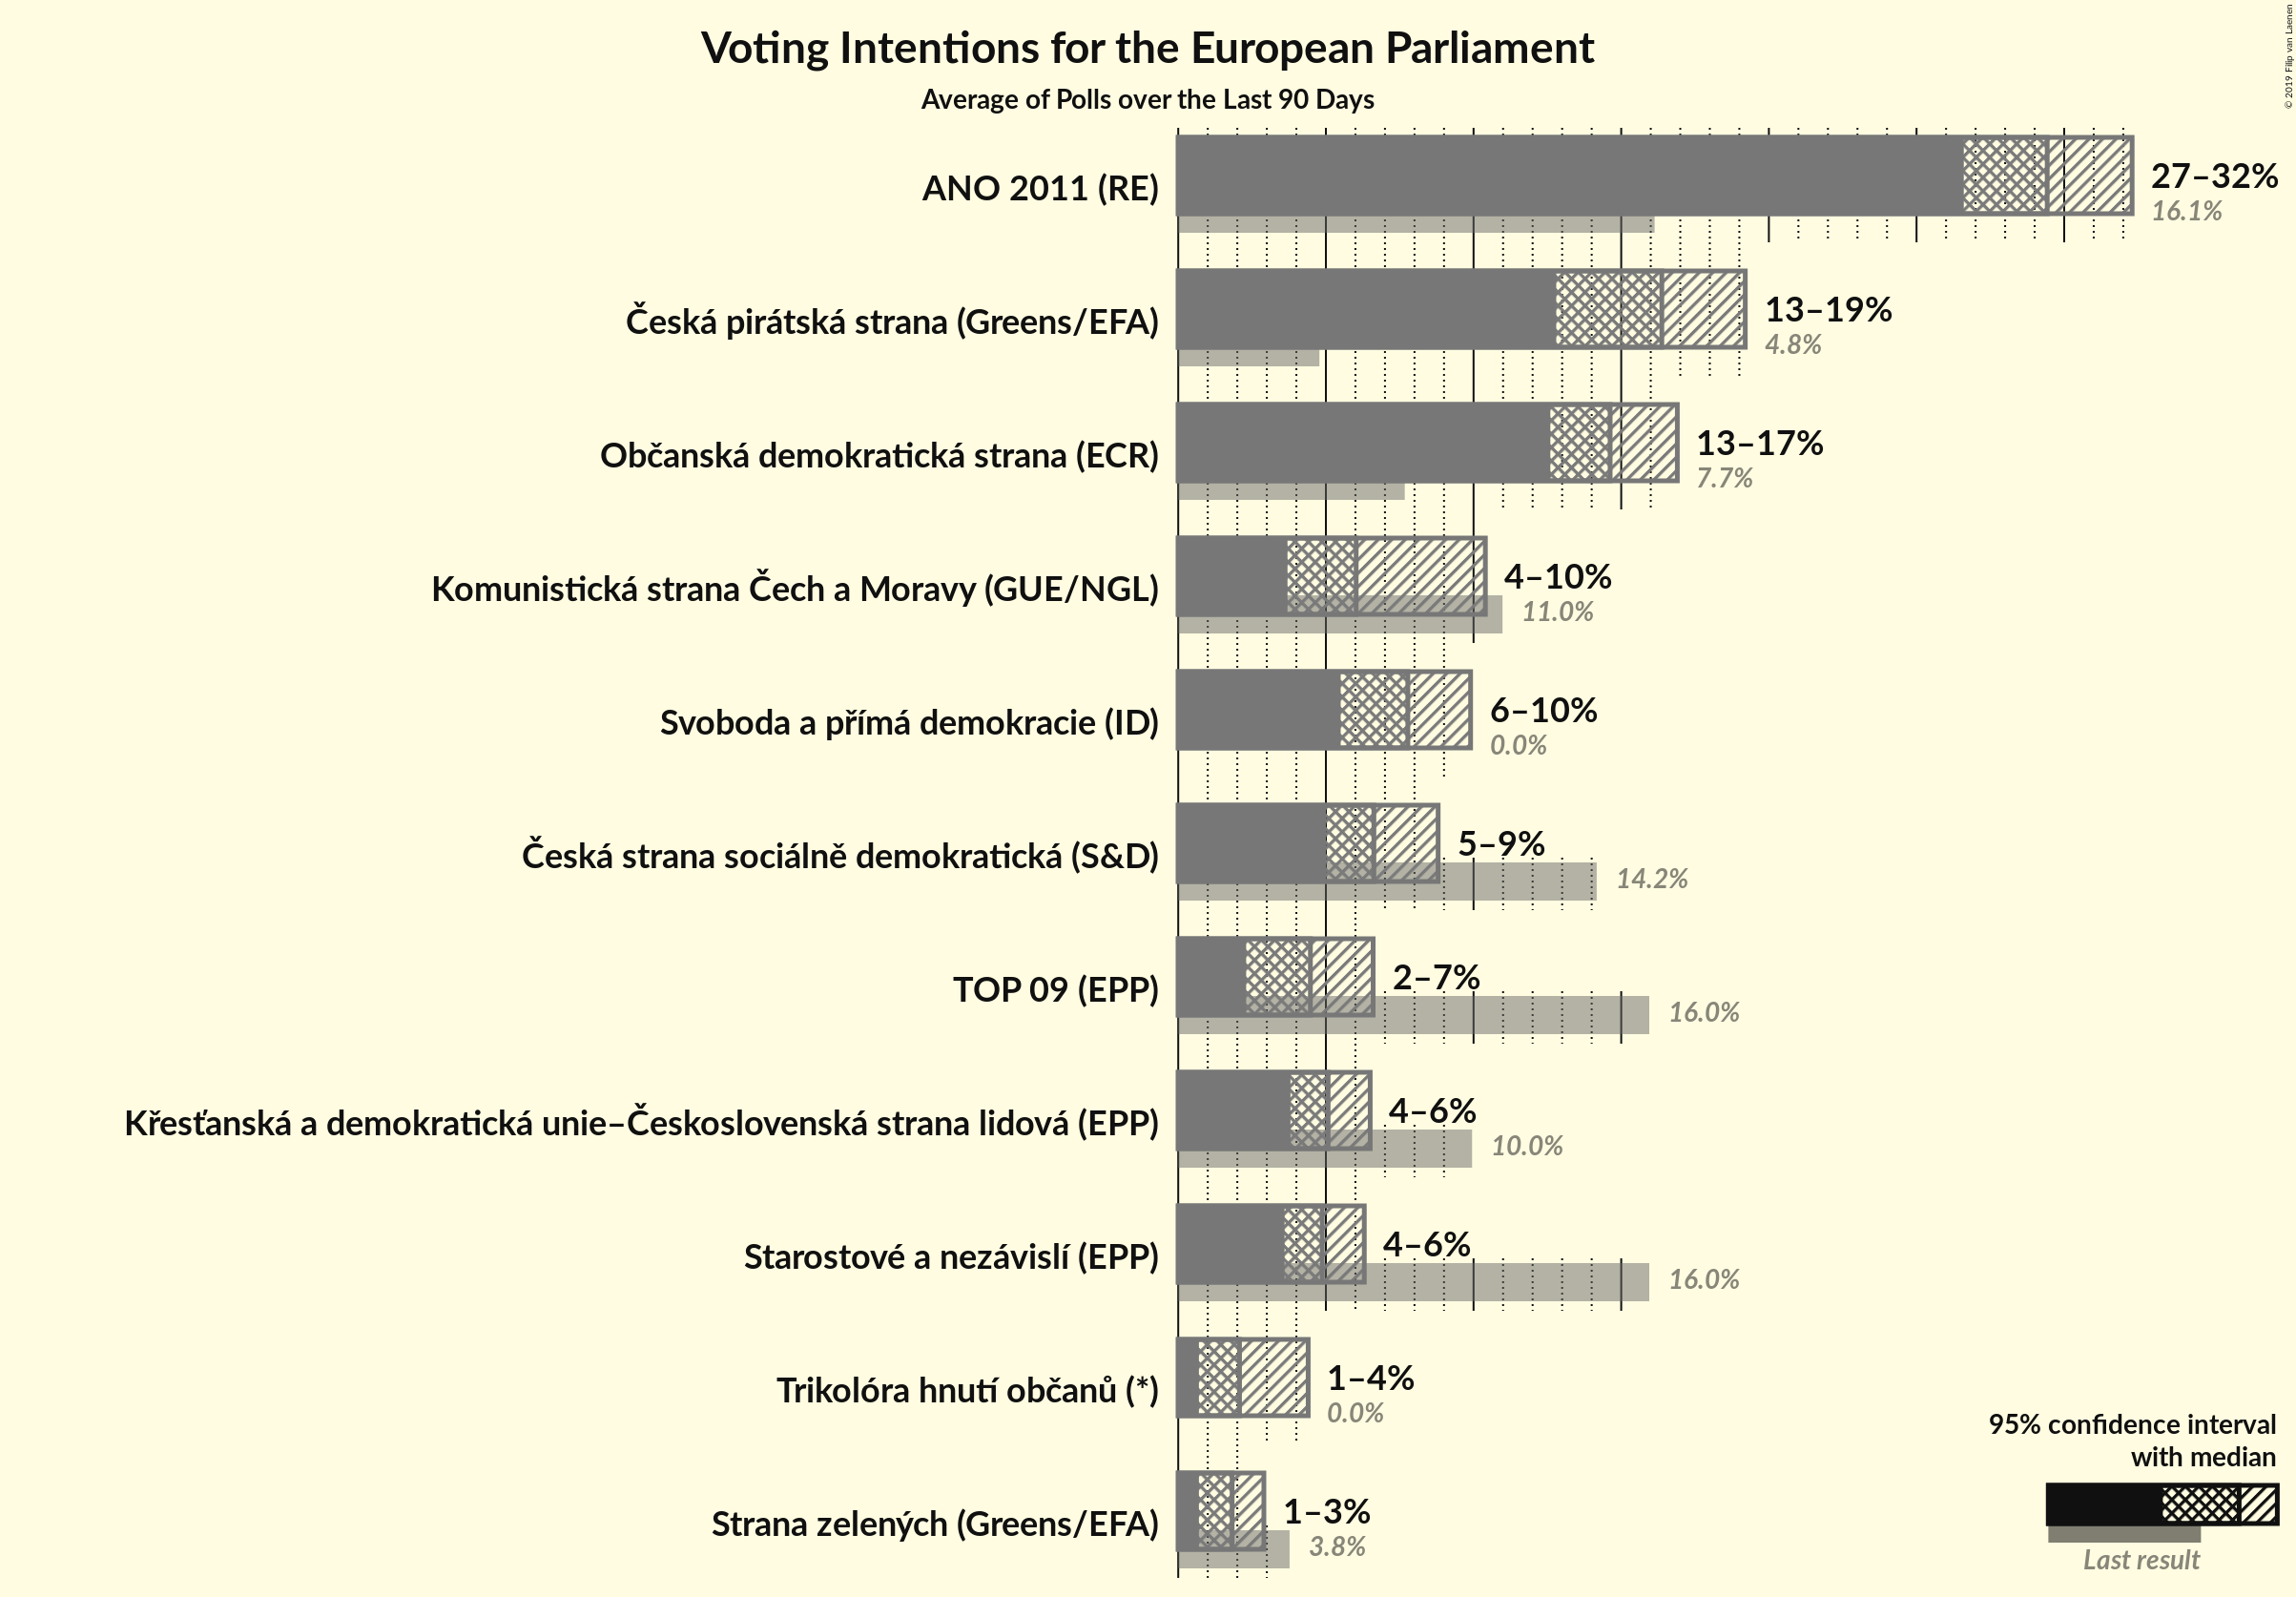 Voting Intentions for the European Parliament
Average of Polls over the Last 90 Days
© 2019 Filip van Laenen
ANO 2011 (RE)
27–32%
16.1%
Česká pirátská strana (Greens/EFA)
13–19%
4.8%
Občanská demokratická strana (ECR)
13–17%
7.7%
Komunistická strana Čech a Moravy (GUE/NGL)
4–10%
11.0%
Svoboda a přímá demokracie (ID)
6–10%
0.0%
Česká strana sociálně demokratická (S&D)
5–9%
14.2%
TOP 09 (EPP)
2–7%
16.0%
Křesťanská a demokratická unie–Československá strana lidová (EPP)
4–6%
10.0%
Starostové a nezávislí (EPP)
4–6%
16.0%
Trikolóra hnutí občanů (*)
1–4%
0.0%
Strana zelených (Greens/EFA)
1–3%
3.8%
95% confidence interval
with median
Last result